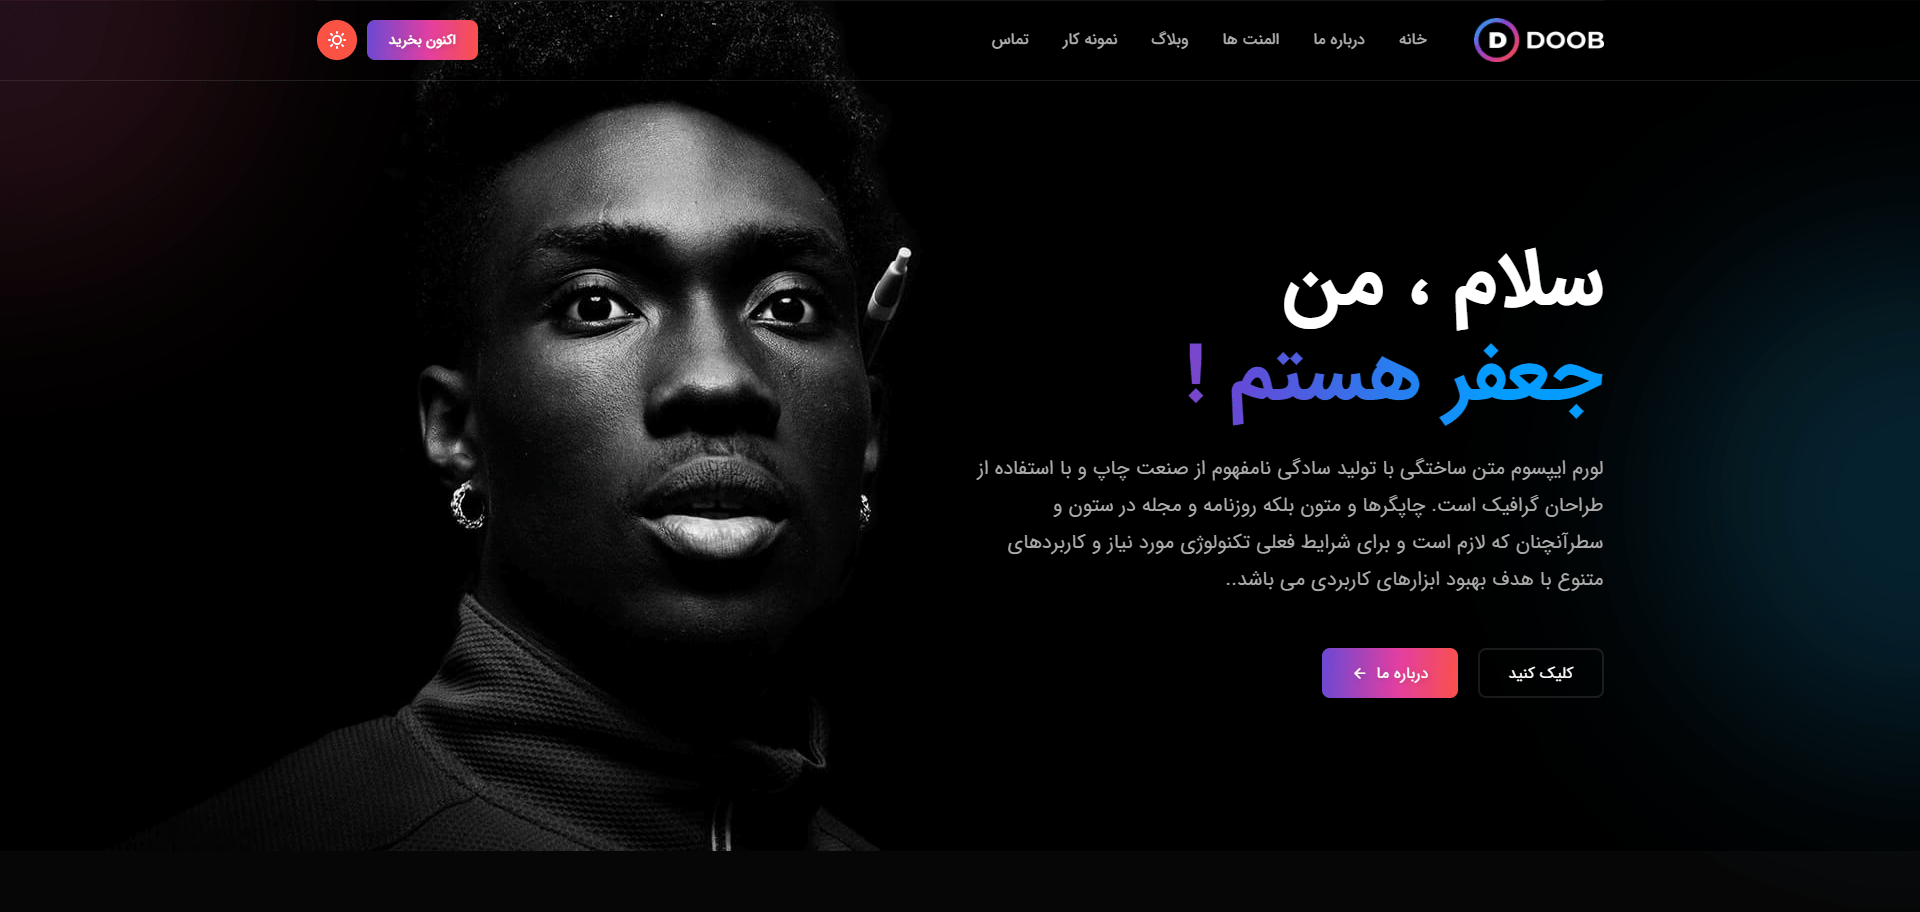 DOOB
خانه
درباره ما
المنت ها
وبلاگ
نمونه کار
تماس
اکنون بخرید
سلام ، من
جعفر هستم !
لورم ایپسوم متن ساختگی با تولید سادگی نامفهوم از صنعت چاپ و با استفاده از
طراحان گرافیک است. چاپگرها و متون بلکه روزنامه و مجله در ستون و
سطرآنچنان که لازم است و برای شرایط فعلی تکنولوژی مورد نیاز و کاربردهای
متنوع با هدف بهبود ابزارهای کاربردی می باشد..
کلیک کنید
درباره ما